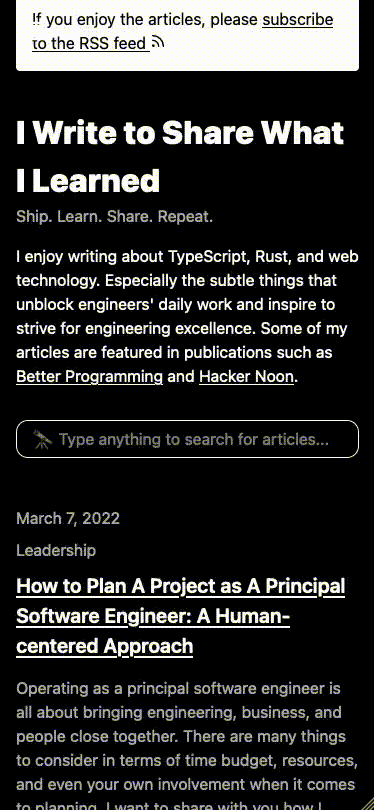 If you enjoy the articles, please subscribe
to the RSS feed
I Write to Share What
I Learned
Ship. Learn. Share. Repeat.
I enjoy writing about TypeScript, Rust, and web
technology. Especially the subtle things that
unblock engineers' daily work and inspire to
strive for engineering excellence. Some of my
articles are featured in publications such as
Better Programming and Hacker Noon.
Type anything to search for articles...
March 7, 2022
Leadership
How to Plan A Project as A Principal
Software Engineer: A Human-
centered Approach
Operating as a principal software engineer is
all about bringing engineering, business, and
people close together. There are many things
to consider in terms of time budget, resources,
and even your own involvement when it comes
to planning. I want to share with you how I